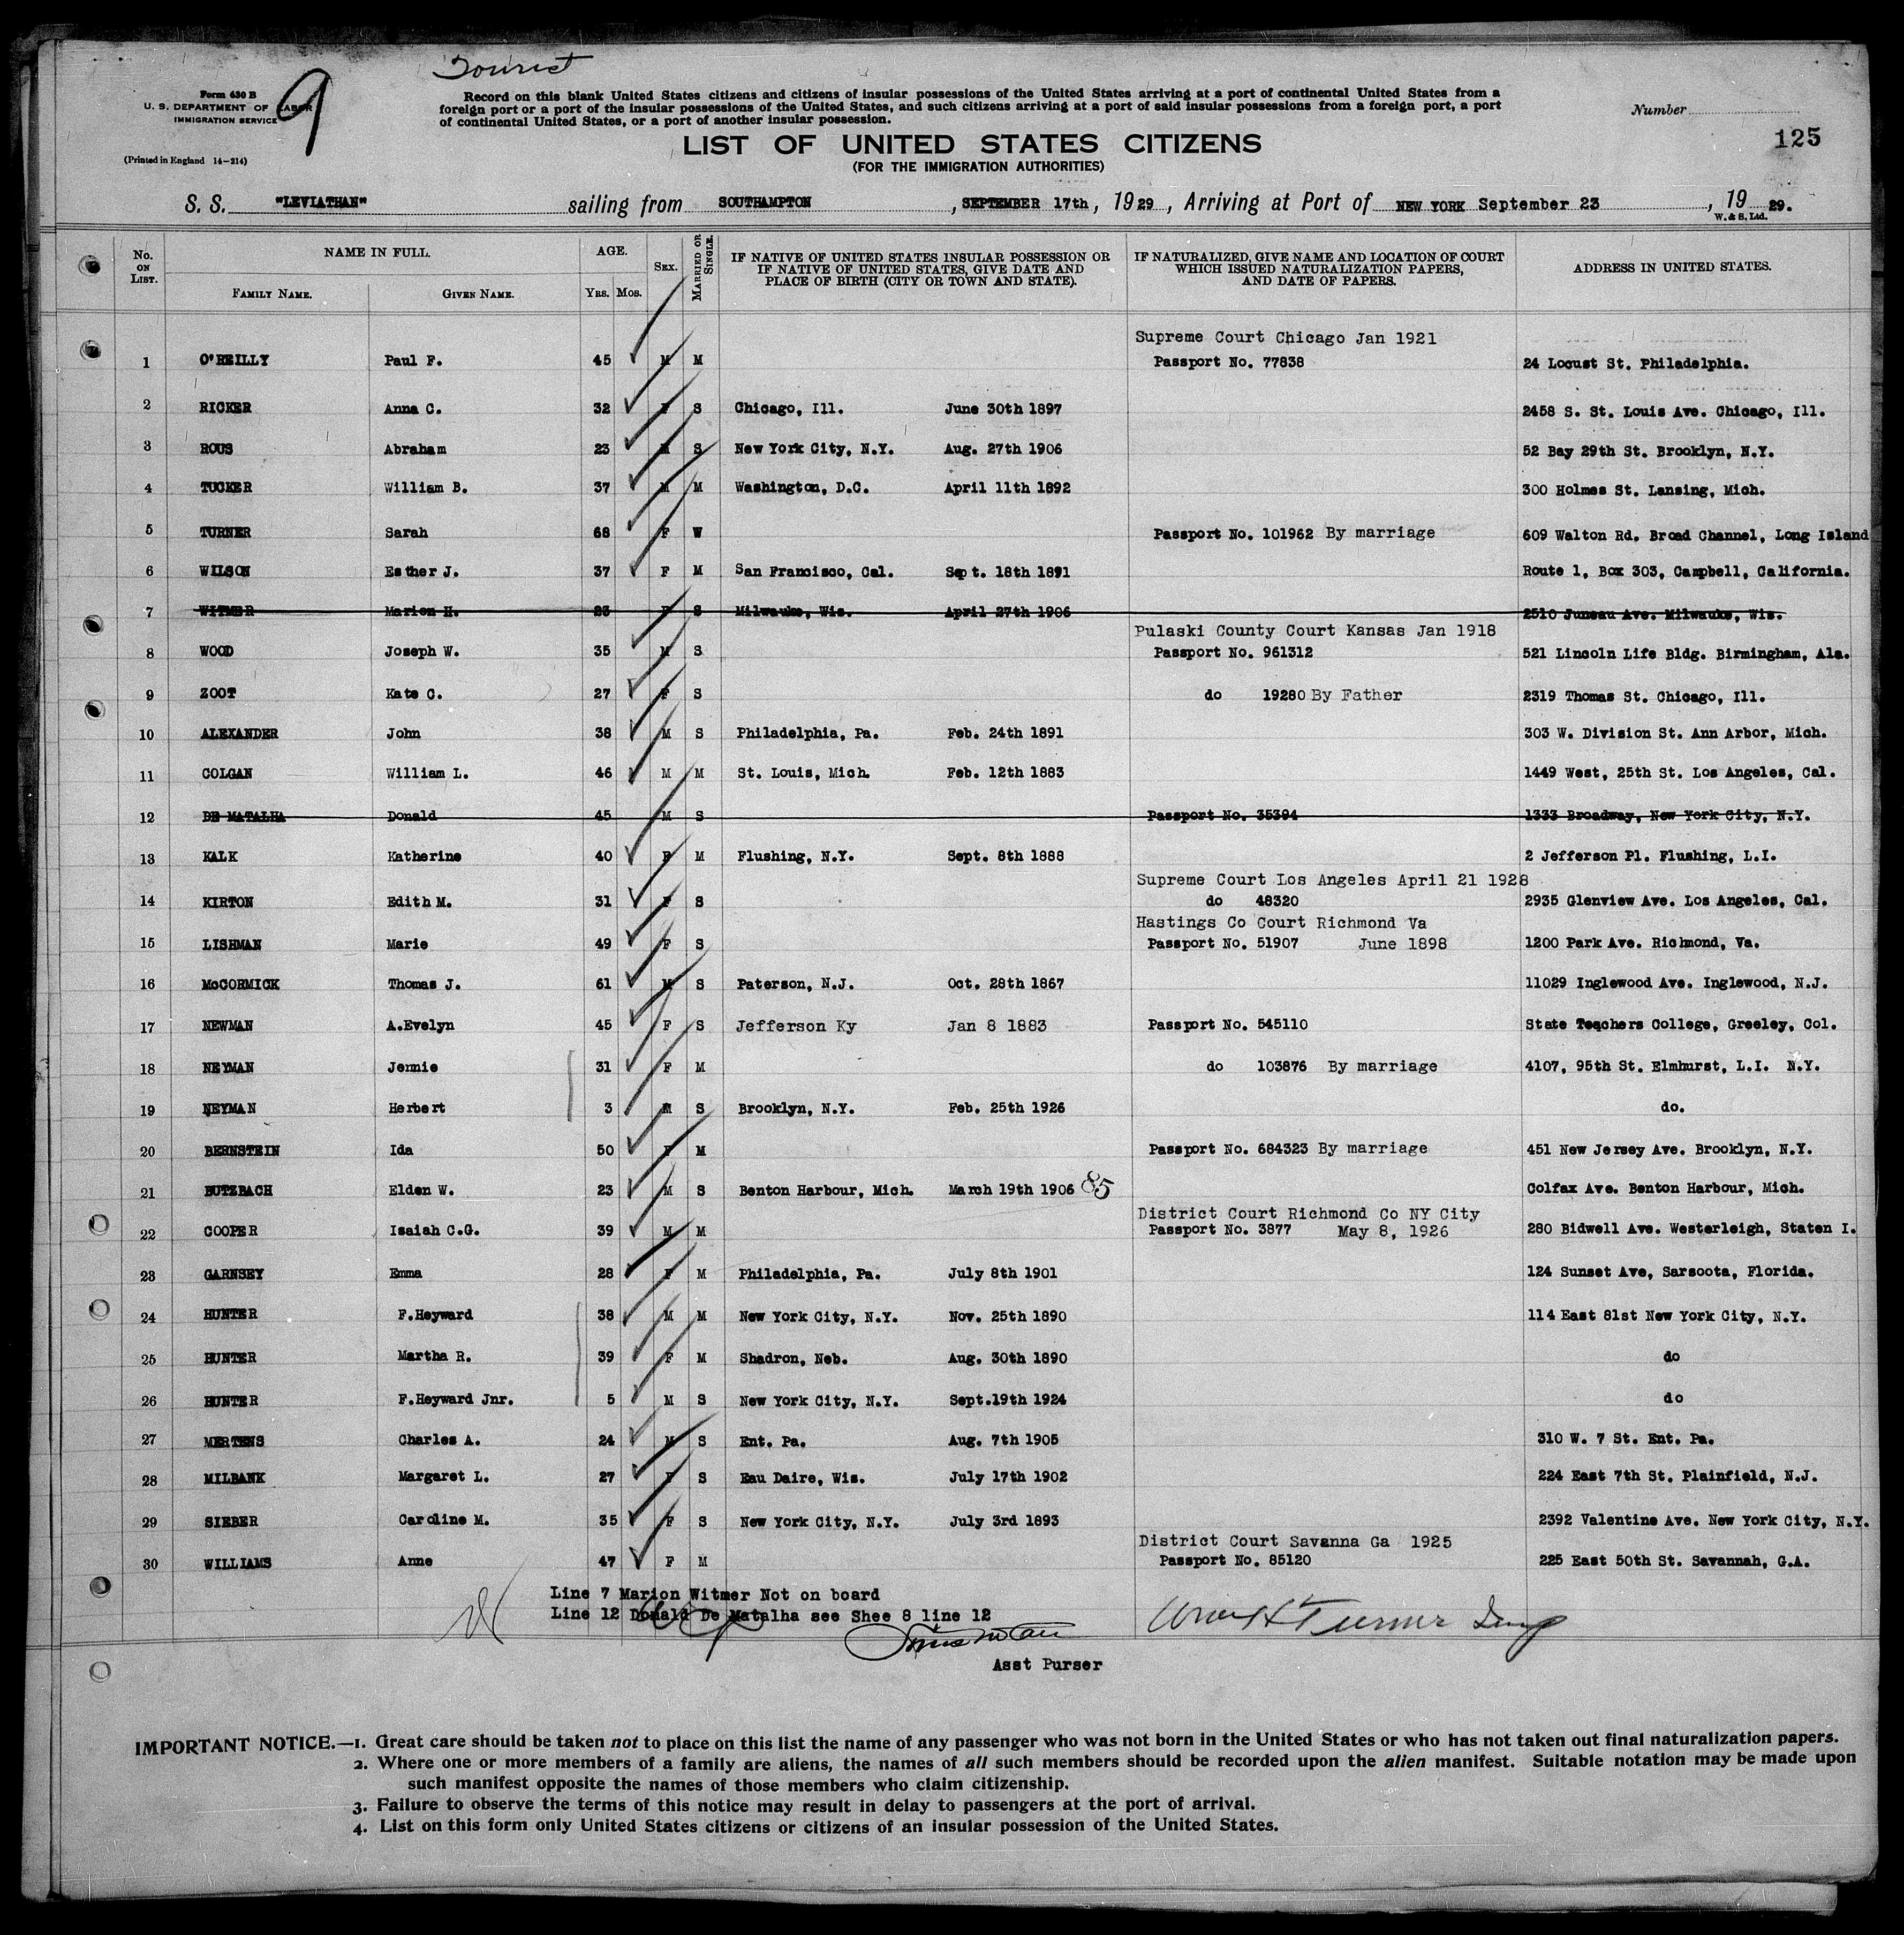 Tourist
9
Form 630 B
U. S. DEPARTMENT OF LABOR
IMMIGRATION SERVICE
(Printed in England 14-214)
Record on this blank United States citizens and citizens of insular possessions of the United States arriving at a port of continental United States from a
foreign port or a part of the insular possessions of the United States, and such citizens arriving at a port of said insular possessions from a foreign port, a port
of continental United States, or a port of another insular possession.
Number
125
LIST OF UNITED STATES CITIZENS
(FOR THE IMMIGRATION AUTHORITIES)
S. S. "LEVIATHAN" sailing from SOUTHAMPTON, SEPTEMBER 17th, 1929, Arriving at Port of NEW YORK September 23, 1929.
W. & S. Ltd.
No. ON LIST. NAME IN FULL. FAMILY NAME. GIVEN NAME. AGE. YRS. MOS. SEX. MARRIED OR SINGLE. IF NATIVE OF UNITED STATES INSULAR POSSESSION OR IF NATIVE OF UNITED STATES, GIVE DATE AND PLACE OF BIRTH (CITY OR TOWN AND STATE). IF NATURALIZED, GIVE NAME AND LOCATION OF COURT WHICH ISSUED NATURALIZATION PAPERS, AND DATE OF PAPERS. ADDRESS IN UNITED STATES.
Supreme Court Chicago Jan 1921
1 O'REILLY Paul F. 45 M M Passport No. 77838 24 Locust St. Philadelphia.
2 RICKER Anna C. 32 F S Chicago, Ill. June 30th 1897 2458 S. St. Louis Ave. Chicago, Ill.
3 ROUS Abraham 23 M S New York City, N.Y. Aug. 27th 1906 52 Bay 29th St. Brooklyn, N.Y.
4 TUCKER William B. 37 M M Washington, D.C. April 11th 1892 300 Holmes St. Lansing, Mich.
5 TURNER Sarah 68 F W Passport No. 101962 By marriage 609 Walton Rd. Broad Channel, Long Island
6 WILSON Esther J. 37 F M San Francisco, Cal. Sept. 18th 1891 Route 1, Box 303, Campbell, California.
7 WITMER Marion H. 23 F S Milwauke, Wis. April 27th 1906 2510 Juneau Ave. Milwauke, Wis.
Pulaski County Court Kansas Jan 1918
8 WOOD Joseph W. 35 M S Passport No. 961312 521 Lincoln Life Bldg. Birmingham, Ala.
9 ZOOT Kate C. 27 F S do 19280 By Father 2319 Thomas St. Chicago, Ill.
10 ALEXANDER John 38 M S Philadelphia, Pa. Feb. 24th 1891 303 W. Division St. Ann Arbor, Mich.
11 COLGAN William L. 46 M M St. Louis, Mich. Feb. 12th 1883 1449 West, 25th St. Los Angeles, Cal.
12 DE MATALHA Donald 45 M S Passport No. 35394 1333 Broadway, New York City, N.Y.
13 KALK Katherine 40 F M Flushing, N.Y. Sept. 8th 1888 2 Jefferson Pl. Flushing, L.I.
Supreme Court Los Angeles April 21 1928
14 KIRTON Edith M. 31 F S do 48320 2935 Glenview Ave. Los Angeles, Cal.
Hastings Co Court Richmond Va
15 LISHMAN Marie 49 F S Passport No. 51907 June 1898 1200 Park Ave. Richmond, Va.
16 McCORMICK Thomas J. 61 M S Paterson, N.J. Oct. 28th 1867 11029 Inglewood Ave. Inglewood, N.J.
17 NEWMAN A.Evelyn 45 F S Jefferson Ky Jan 8 1883 Passport No. 545110 State Teachers College, Greeley, Col.
18 NEYMAN Jennie 31 F M do 103876 By marriage 4107, 95th St. Elmhurst, L.I. N.Y.
19 NEYMAN Herbert 3 M S Brooklyn, N.Y. Feb. 25th 1926 do.
20 BERNSTEIN Ida 50 F M Passport No. 684323 By marriage 451 New Jersey Ave. Brooklyn, N.Y.
21 BUTZBACH Elden W. 23 M S Benton Harbour, Mich. March 19th 1906 85 Colfax Ave. Benton Harbour, Mich.
District Court Richmond Co NY City
22 COOPER Isaiah C.G. 39 M M Passport No. 3877 May 8, 1926 280 Bidwell Ave. Westerleigh, Staten I.
23 GARNSEY Emma 28 F M Philadelphia, Pa. July 8th 1901 124 Sunset Ave, Sarsoota, Florida.
24 HUNTER F.Heyward 38 M M New York City, N.Y. Nov. 25th 1890 114 East 81st New York City, N.Y.
25 HUNTER Martha R. 39 F M Shadron, Neb. Aug. 30th 1890 do
26 HUNTER F.Heyward Jnr. 5 M S New York City, N.Y. Sept.19th 1924 do
27 MERTENS Charles A. 24 M S Ent. Pa. Aug. 7th 1905 310 W. 7 St. Ent. Pa.
28 MILBANK Margaret L. 27 F S Eau Daire, Wis. July 17th 1902 224 East 7th St. Plainfield, N.J.
29 SIEBER Caroline M. 35 F S New York City, N.Y. July 3rd 1893 2392 Valentine Ave. New York City, N.Y.
District Court Savanna Ga 1925
30 WILLIAMS Anne 47 F M Passport No. 85120 225 East 50th St. Savannah, G.A.
Line 7 Marion Witmer Not on board
Line 12 Donald De Matalha see Shee 8 line 12
Turner
Asst Purser
IMPORTANT NOTICE.—1. Great care should be taken not to place on this list the name of any passenger who was not born in the United States or who has not taken out final naturalization papers.
2. Where one or more members of a family are aliens, the names of all such members should be recorded upon the alien manifest. Suitable notation may be made upon
such manifest opposite the names of those members who claim citizenship.
3. Failure to observe the terms of this notice may result in delay to passengers at the port of arrival.
4. List on this form only United States citizens or citizens of an insular possession of the United States.